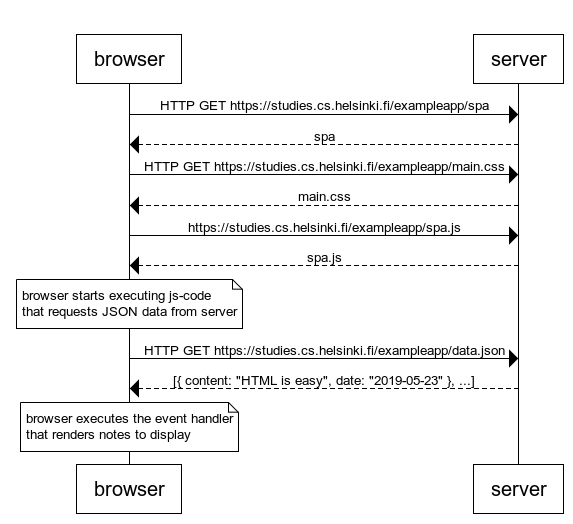 browser server
HTTP GET https://studies.cs.helsinki.fi/exampleapp/spa
spa
HTTP GET https://studies.cs.helsinki.fi/exampleapp/main.css
main.css
https://studies.cs.helsinki.fi/exampleapp/spa.js
spa.js
browser starts executing js-code
that requests JSON data from server
HTTP GET https://studies.cs.helsinki.fi/exampleapp/data.json
[{ content: "HTML is easy", date: "2019-05-23" }, ...]
browser executes the event handler
that renders notes to display
browser server